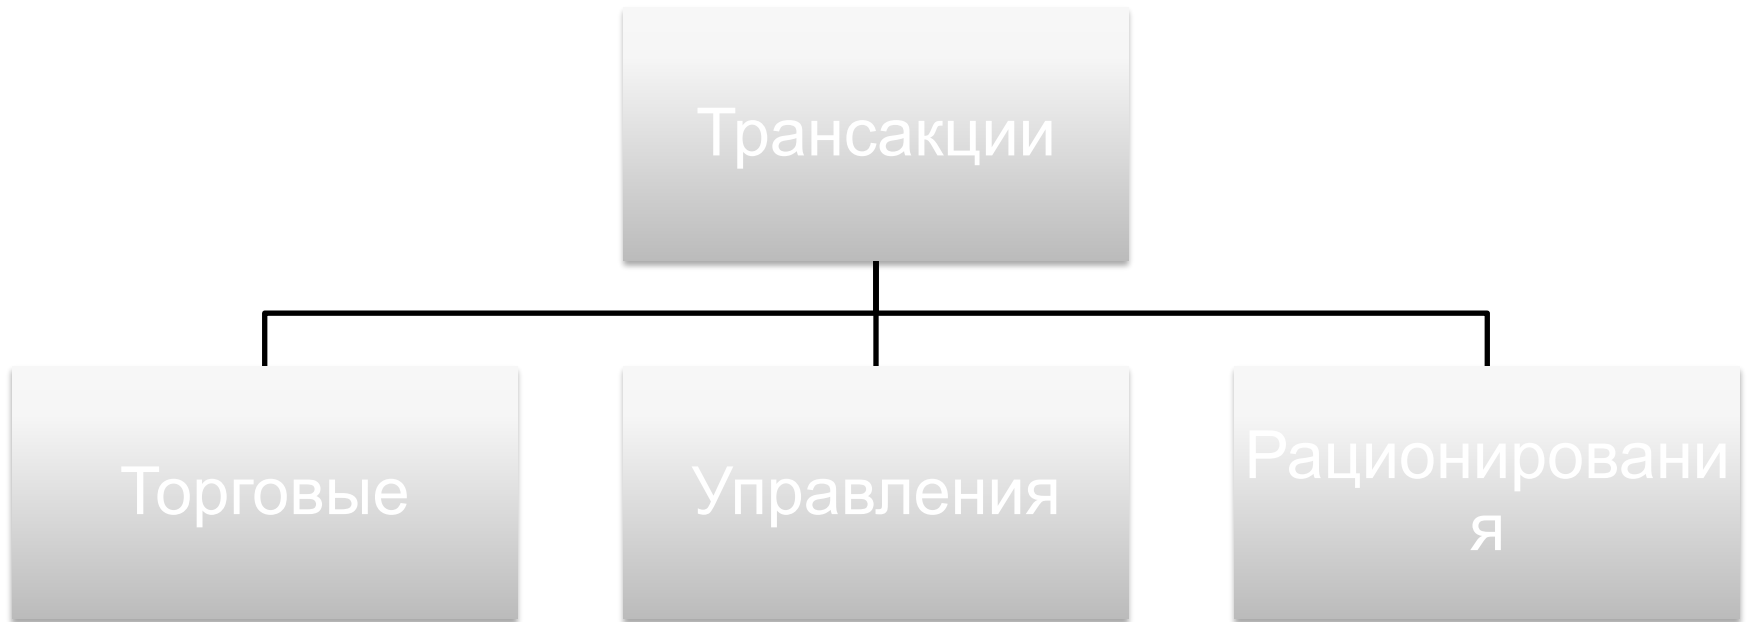 Трансакции
Торговые
Управления
Рационировани
я